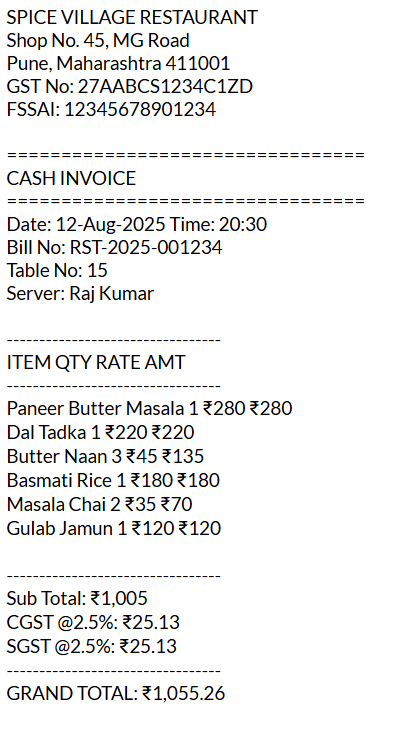 SPICE VILLAGE RESTAURANT
Shop No. 45, MG Road
Pune, Maharashtra 411001
GST No: 27AABCS1234C1ZD
FSSAI: 12345678901234
=================================
CASH INVOICE
=================================
Date: 12-Aug-2025 Time: 20:30
Bill No: RST-2025-001234
Table No: 15
Server: Raj Kumar
---------------------------------
ITEM QTY RATE AMT
---------------------------------
Paneer Butter Masala 1 ₹280 ₹280
Dal Tadka 1 ₹220 ₹220
Butter Naan 3 ₹45 ₹135
Basmati Rice 1 ₹180 ₹180
Masala Chai 2 ₹35 ₹70
Gulab Jamun 1 ₹120 ₹120
---------------------------------
Sub Total: ₹1,005
CGST @2.5%: ₹25.13
SGST @2.5%: ₹25.13
---------------------------------
GRAND TOTAL: ₹1,055.26